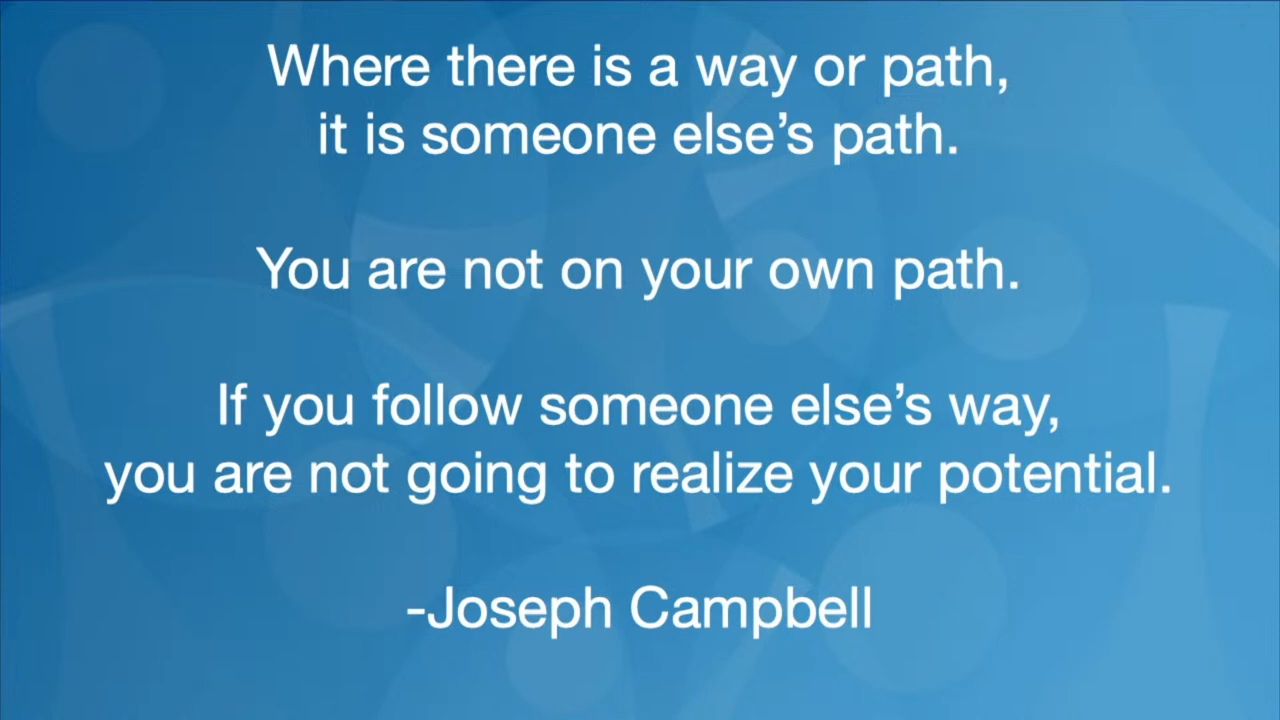 Where there is a way or path,
it is someone else’s path.
You are not on your own path.
If you follow someone else’s way,
you are not going to realize your potential.
-Joseph Campbell